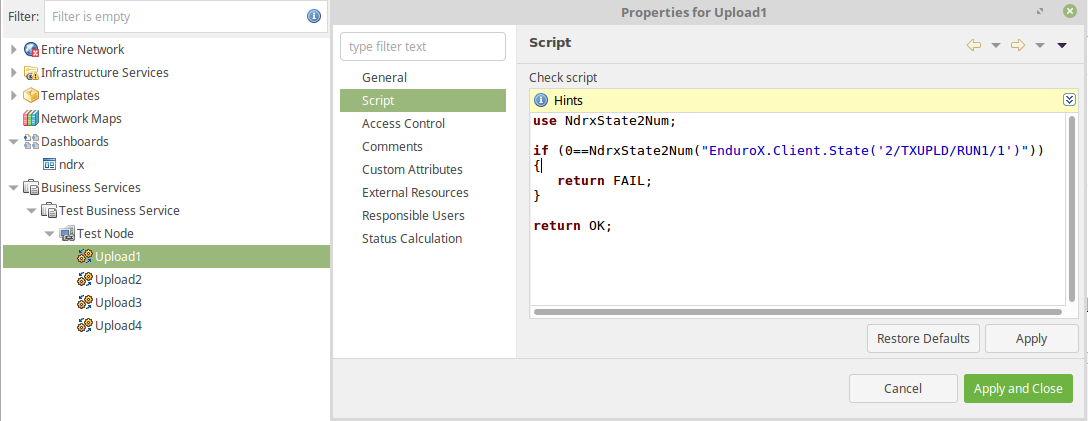 Filter: Filter is empty
Entire Network
Infrastructure Services
Templates
Network Maps
Dashboards
ndrx
Business Services
Test Business Service
Test Node
Upload1
Upload2
Upload3
Upload4
Properties for Upload1
type filter text
General
Script
Access Control
Comments
Custom Attributes
External Resources
Responsible Users
Status Calculation
Script
Check script
Hints
use NdrxState2Num;
if (0==NdrxState2Num("EnduroX.Client.State('2/TXUPLD/RUN1/1')"))
{
return FAIL;
}
return OK;
Restore Defaults
Apply
Cancel
Apply and Close